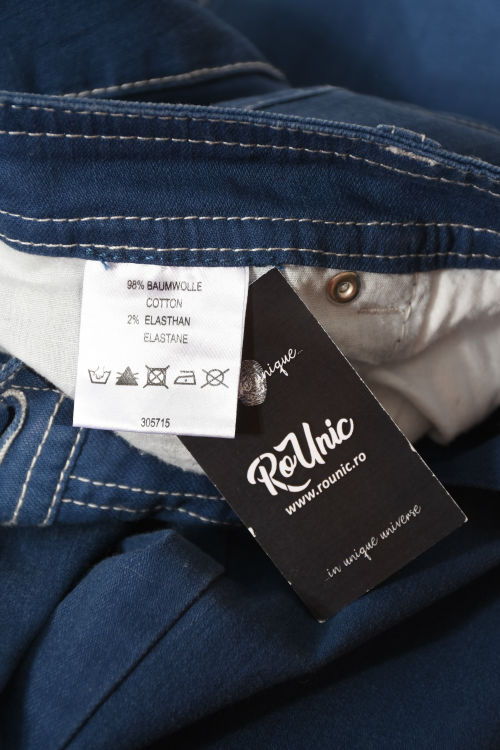 98% BAUMWOLLE
COTTON
2% ELASTHAN
ELASTANE
305715
unique...
RoUnic
www.rounic.ro
...in unique universe